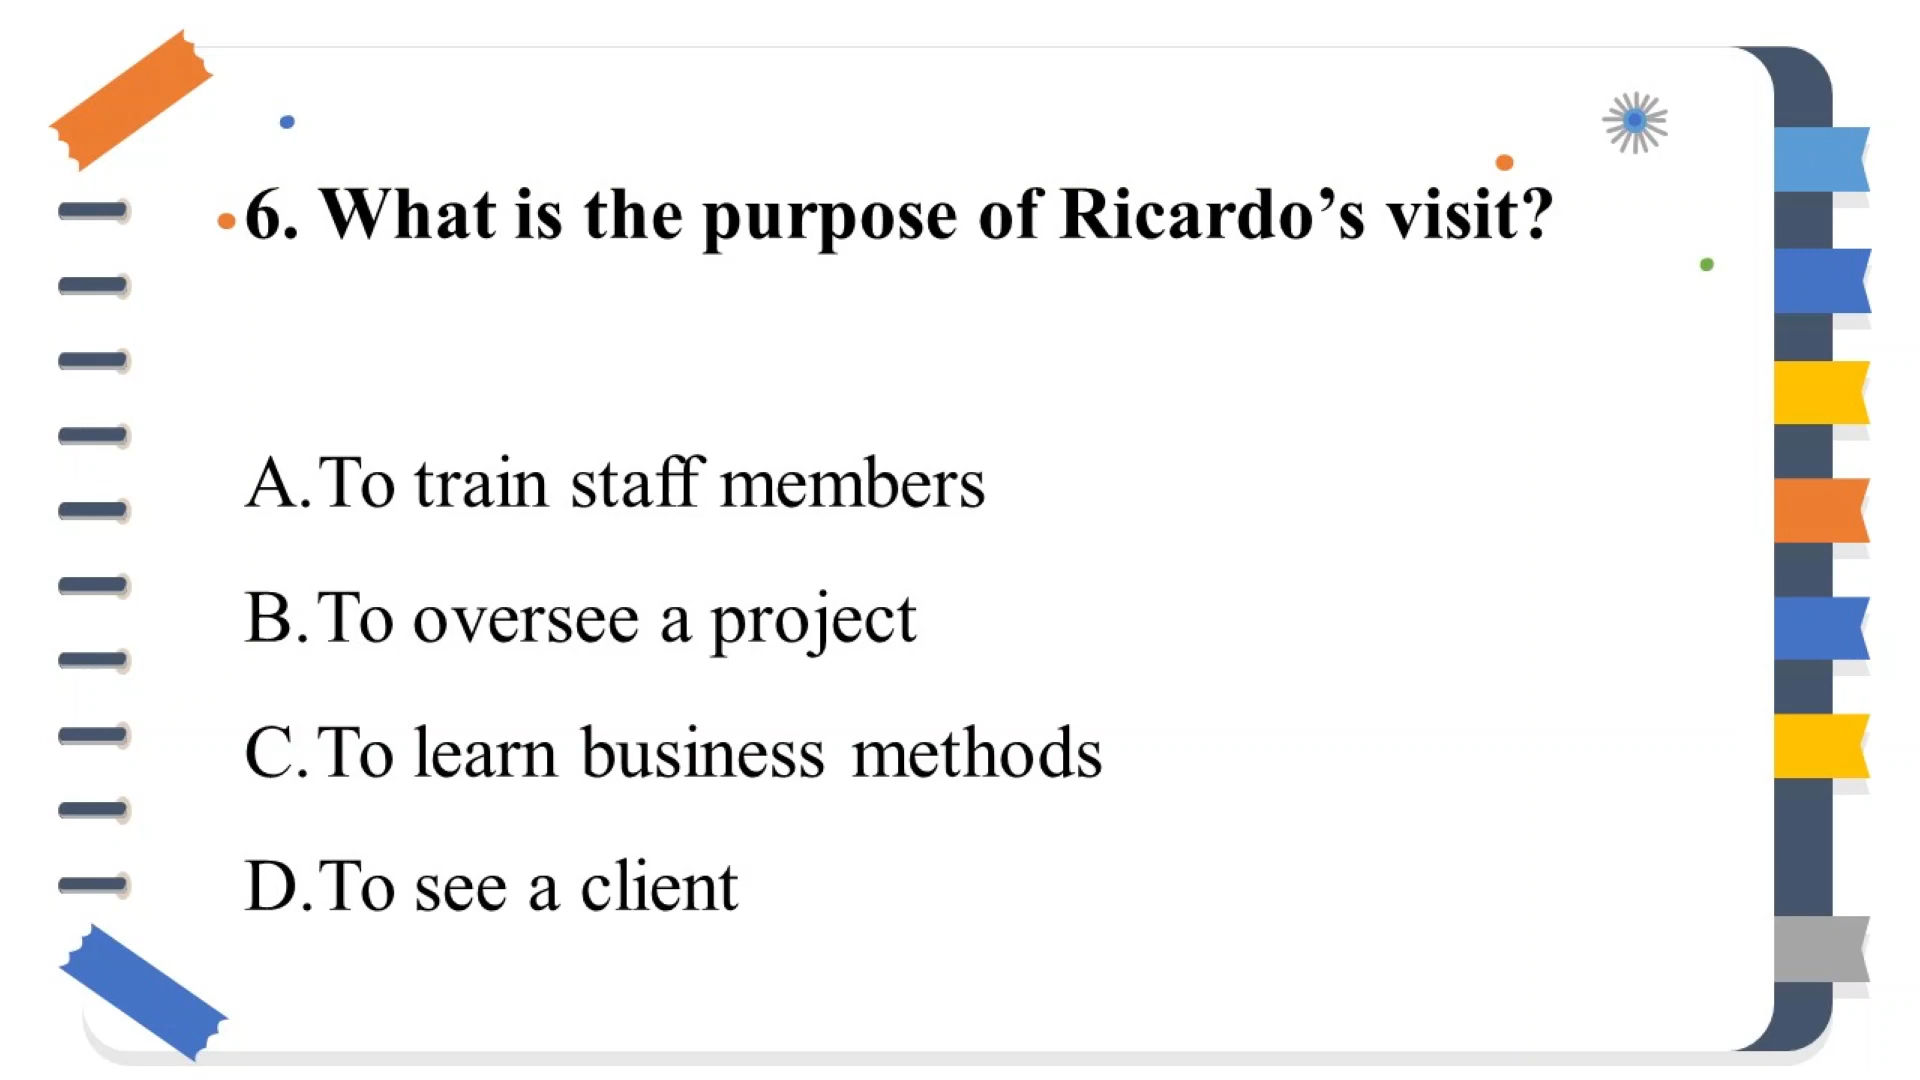 6. What is the purpose of Ricardo’s visit?
A.To train staff members
B.To oversee a project
C.To learn business methods
D.To see a client